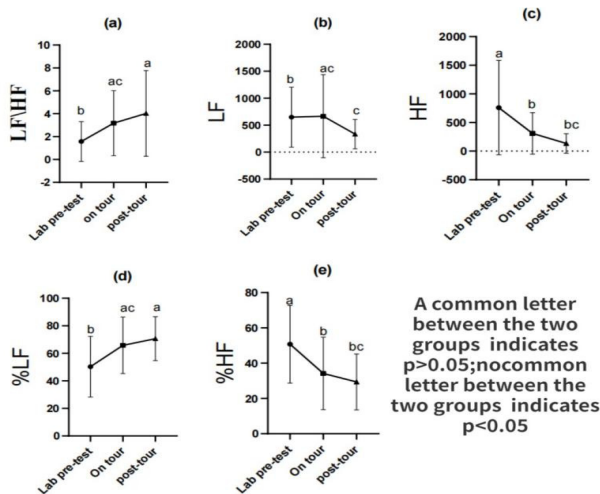 (a)
LF\HF
10
8
6
4
2
0
-2
b
ac
a
Lab pre-test
On tour
post-tour
(b)
LF
2000
1500
1000
500
0
-500
b
ac
c
Lab pre-test
On tour
post-tour
(c)
HF
2000
1500
1000
500
0
-500
a
b
bc
Lab pre-test
On tour
post-tour
(d)
%LF
100
80
60
40
20
0
b
ac
a
Lab pre-test
On tour
post-tour
(e)
%HF
80
60
40
20
0
a
b
bc
Lab pre-test
On tour
post-tour
A common letter
between the two
groups indicates
p>0.05;nocommon
letter between the
two groups indicates
p<0.05